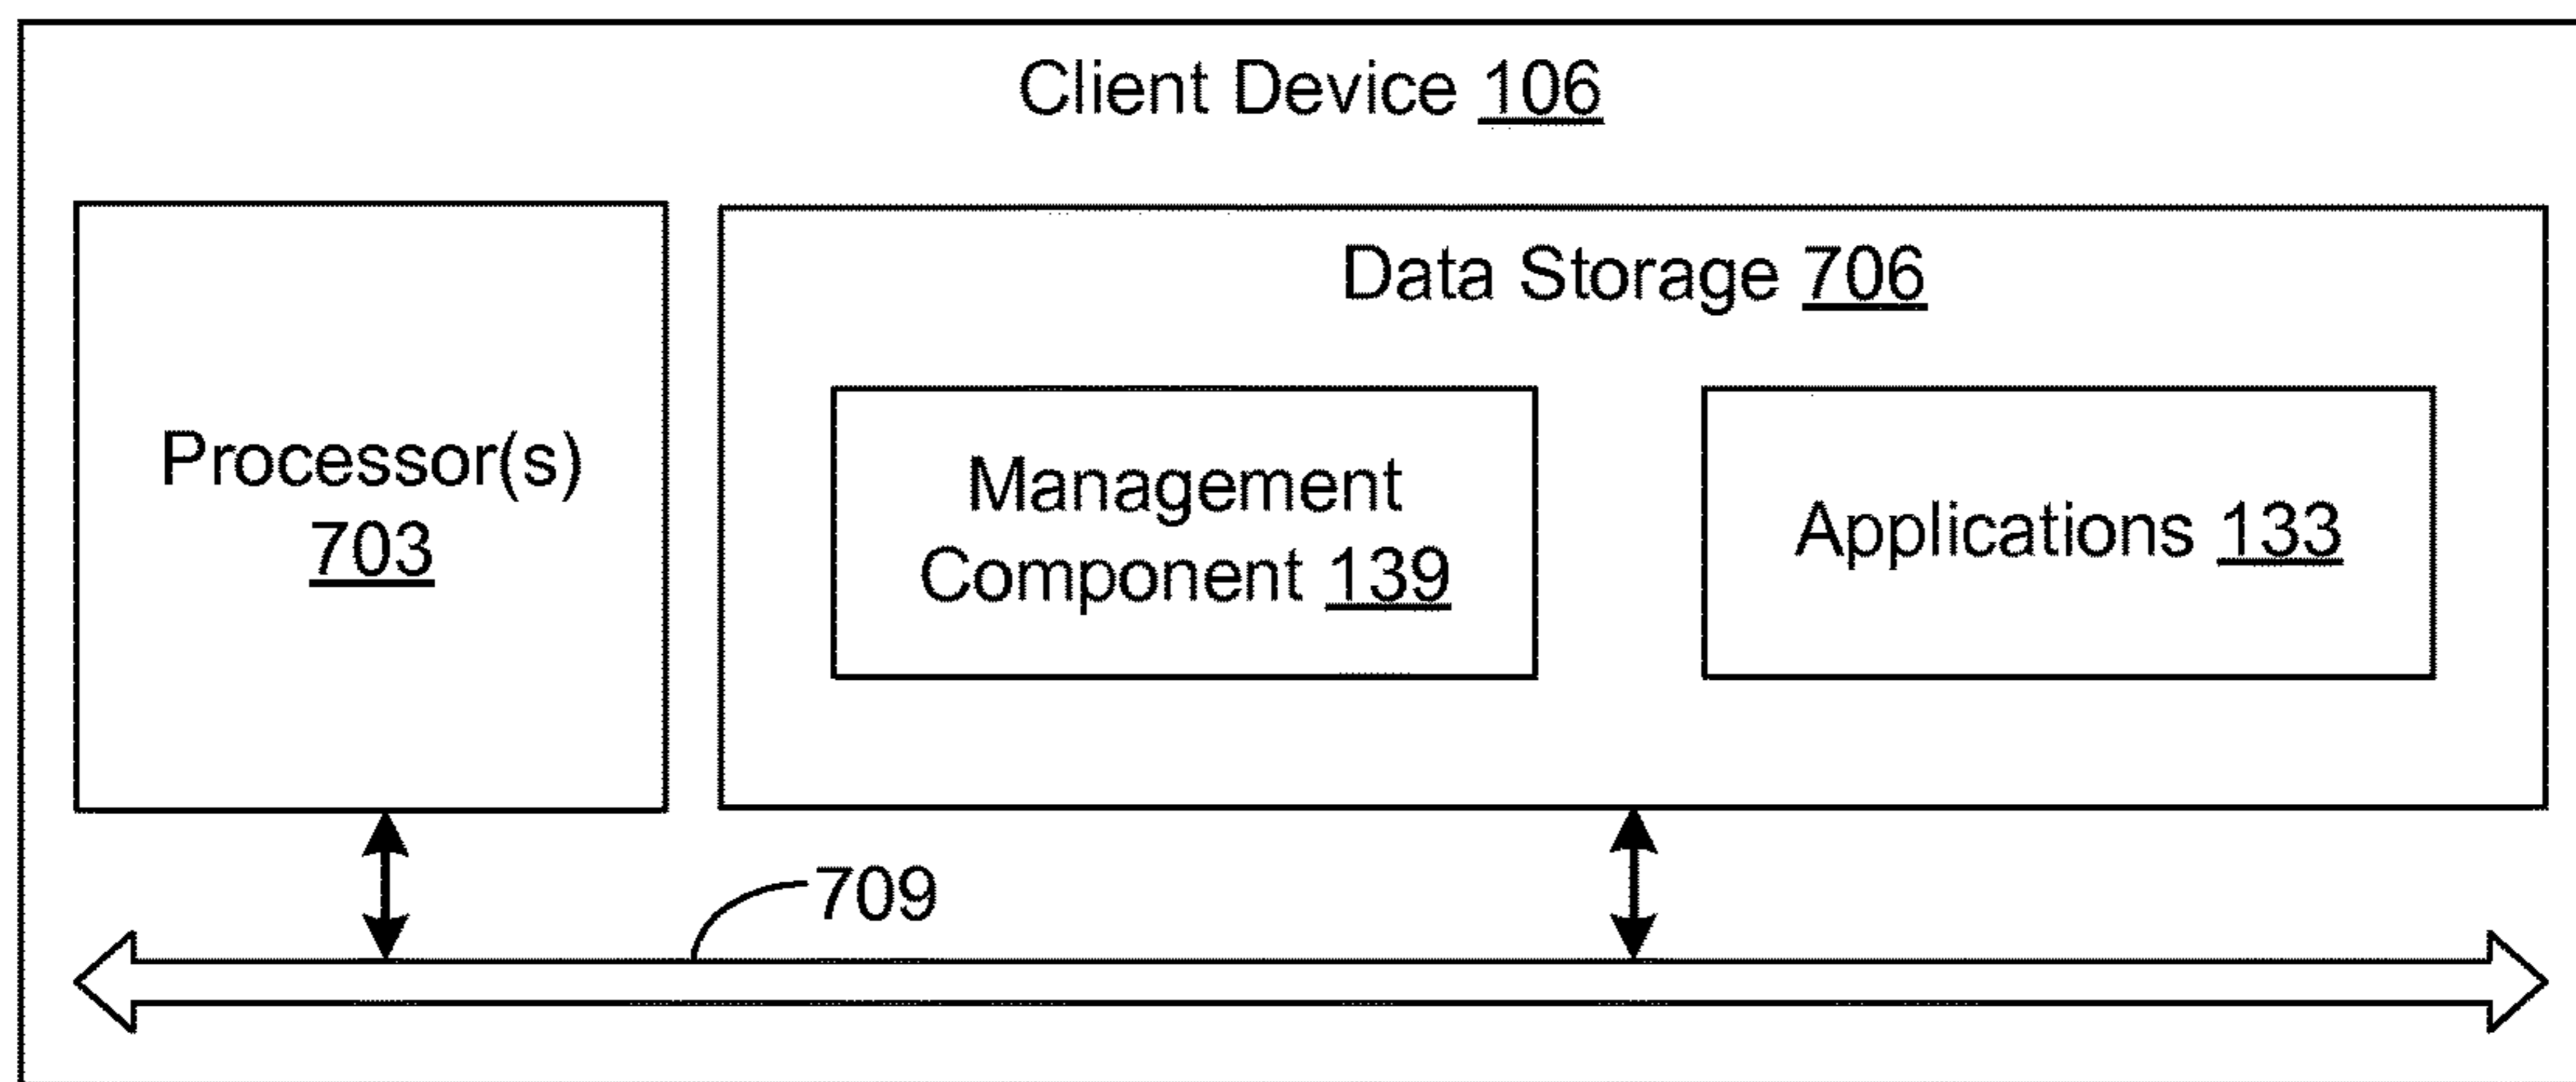 Client Device 106
Data Storage 706
Processor(s)
703
Management
Component 139
Applications 133
709